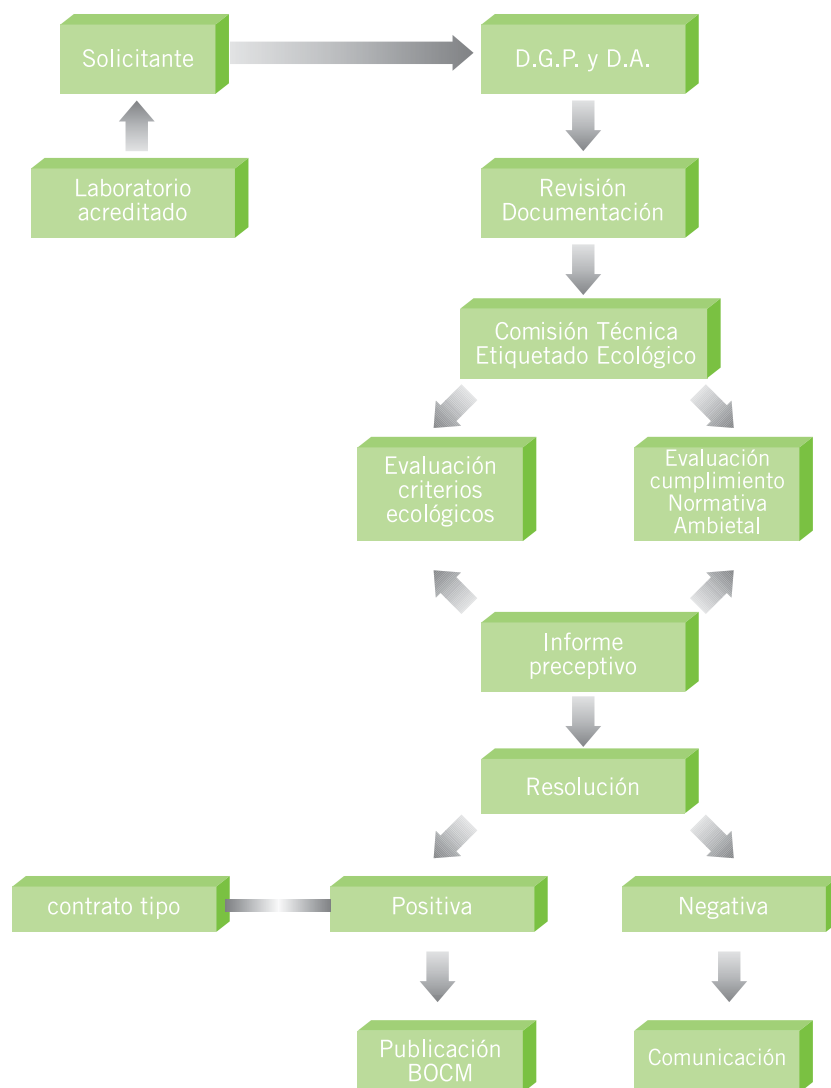 Solicitante
D.G.P. y D.A.
Laboratorio
acreditado
Revisión
Documentación
Comisión Técnica
Etiquetado Ecológico
Evaluación
criterios
ecológicos
Evaluación
cumplimiento
Normativa
Ambietal
Informe
preceptivo
Resolución
contrato tipo
Positiva
Negativa
Publicación
BOCM
Comunicación